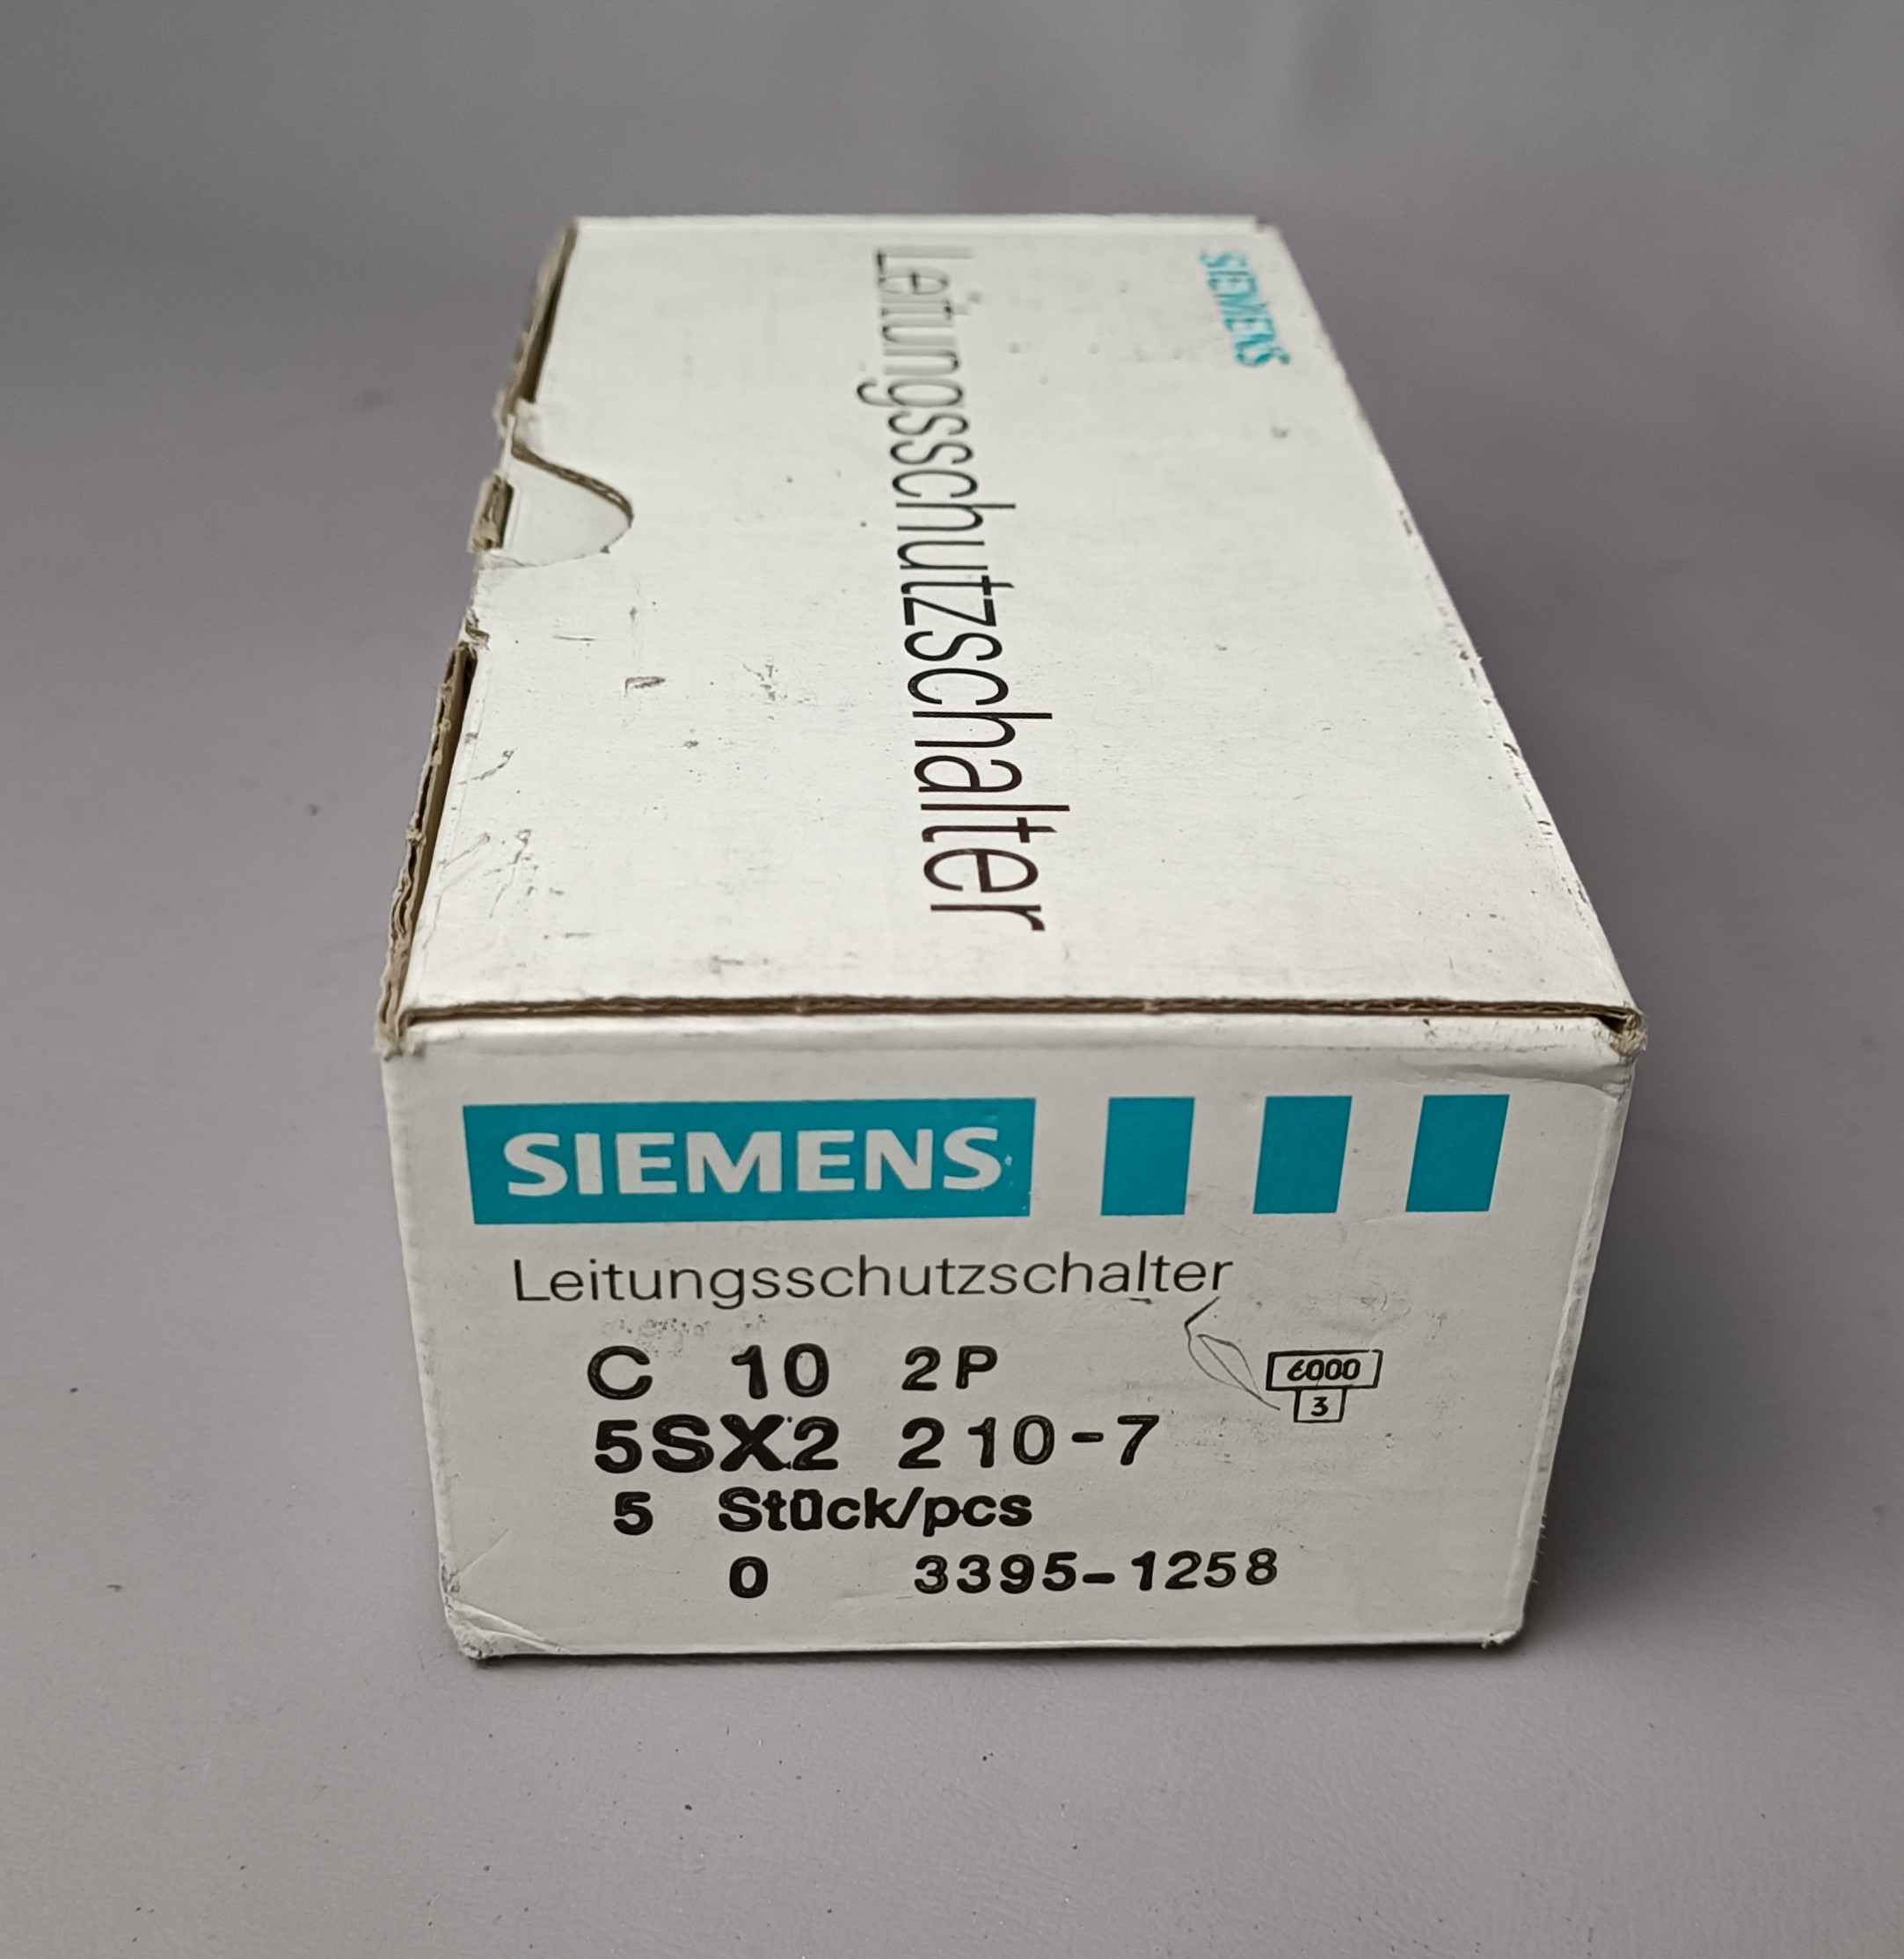 SIEMENS
Leitungsschutzschalter
SIEMENS
Leitungsschutzschalter
C 10 2P
6000
3
5SX2 210-7
5 Stück/pcs
0 3395-1258